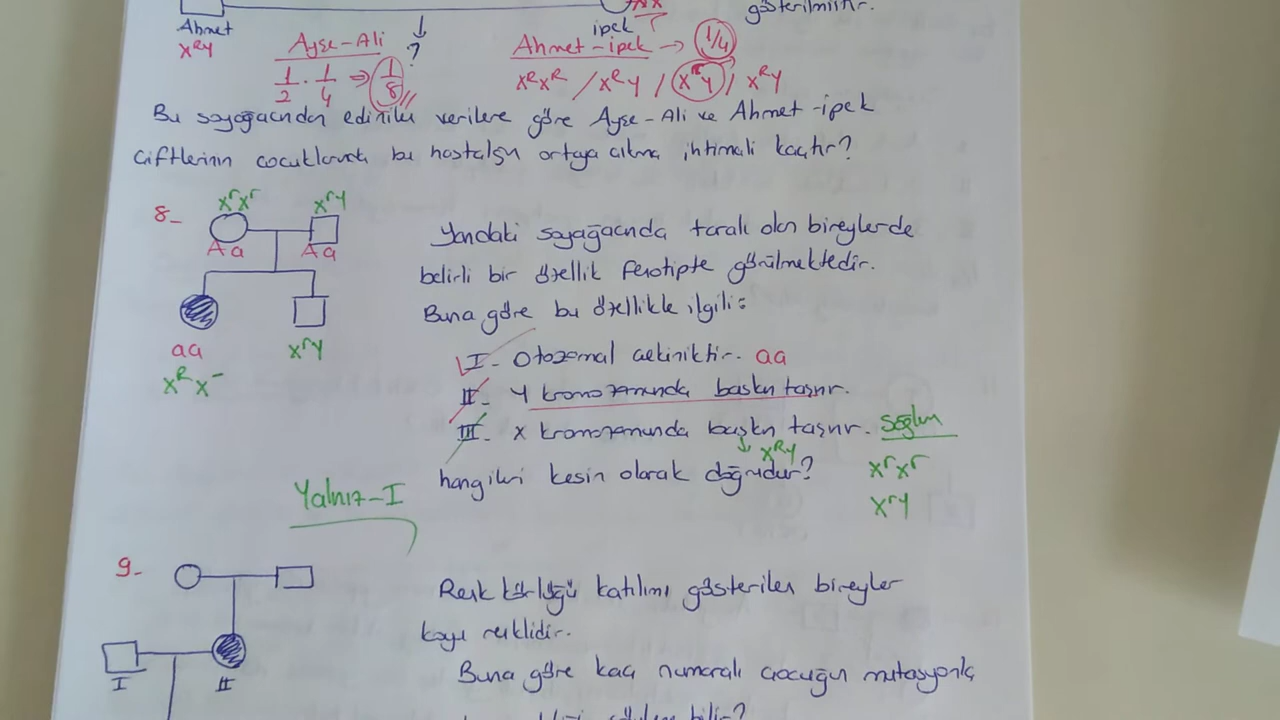 gösterilmiştir.
Ahmet
ipek
XᴿY
Ayşe-Ali
?
1/2 . 1/4 ⇒ 1/8
Ahmet-ipek → 1/4
XᴿXᴿ / XᴿY / XʳY / XᴿY
Bu soyağacından edinilen verilere göre Ayşe-Ali ve Ahmet-ipek
çiftlerinin çocuklarında bu hastalığın ortaya çıkma ihtimali kaçtır?
8-
XʳXʳ
XʳY
Aa
Aa
aa
XᴿX⁻
XʳY
Yandaki soyağacında taralı olan bireylerde
belirli bir özellik fenotipte görülmektedir.
Buna göre bu özellikle ilgili:
I- Otozomal çekiniktir. aa
II- Y kromozomunda baskın taşınır.
III- X kromozomunda baskın taşınır. Sağlam
XᴿY
hangileri kesin olarak doğrudur?
XʳXʳ
XʳY
Yalnız-I
9-
Renk körlüğü katılımı gösterilen bireyler
koyu renklidir.
I
II
Buna göre kaç numaralı çocuğun mutasyonla